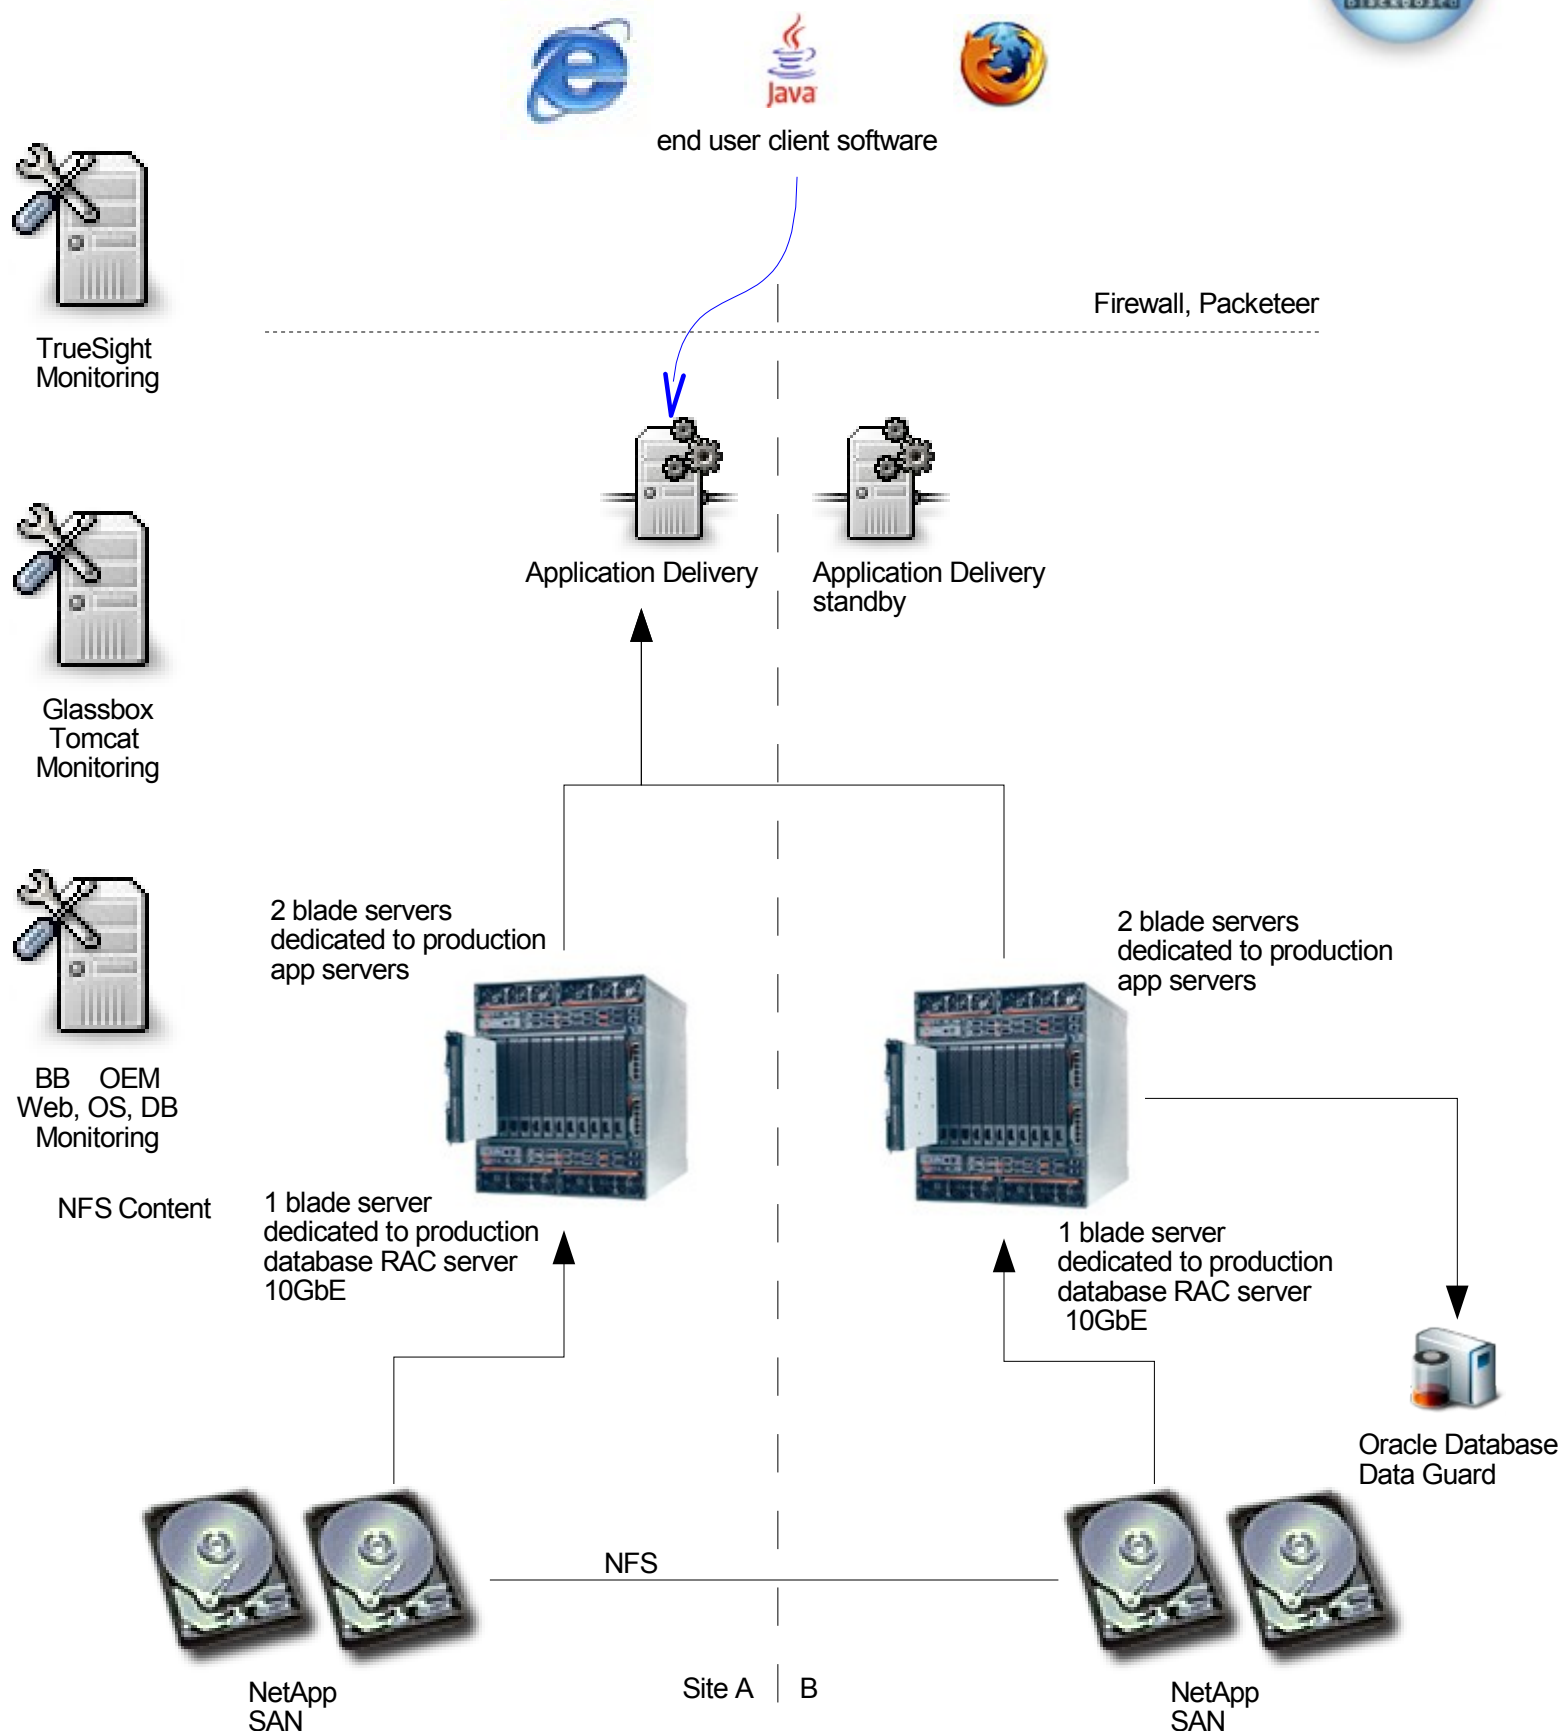 Java
end user client software
Firewall, Packeteer
TrueSight
Monitoring
Application Delivery
Application Delivery
standby
Glassbox
Tomcat
Monitoring
2 blade servers
dedicated to production
app servers
2 blade servers
dedicated to production
app servers
BB OEM
Web, OS, DB
Monitoring
NFS Content
1 blade server
dedicated to production
database RAC server
10GbE
1 blade server
dedicated to production
database RAC server
10GbE
Oracle Database
Data Guard
NFS
Site A
B
NetApp
SAN
NetApp
SAN